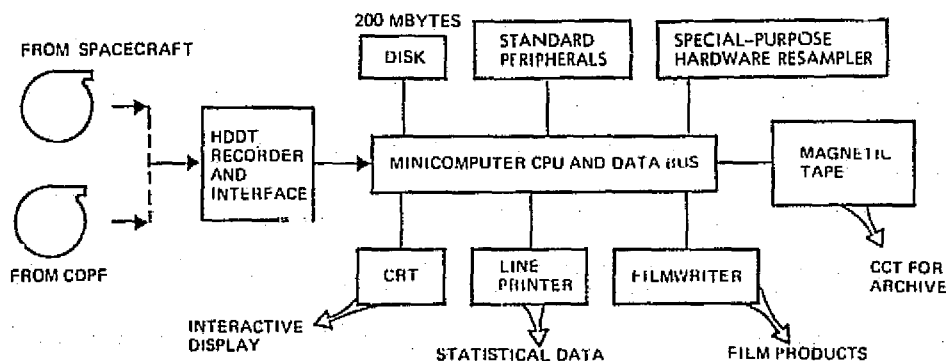 200 MBYTES
FROM SPACECRAFT
DISK
STANDARD
PERIPHERALS
SPECIAL-PURPOSE
HARDWARE RESAMPLER
HDDT
RECORDER
AND
INTERFACE
MINICOMPUTER CPU AND DATA BUS
MAGNETIC
TAPE
FROM CDPF
CRT
LINE
PRINTER
FILMWRITER
CCT FOR
ARCHIVE
INTERACTIVE
DISPLAY
STATISTICAL DATA
FILM PRODUCTS